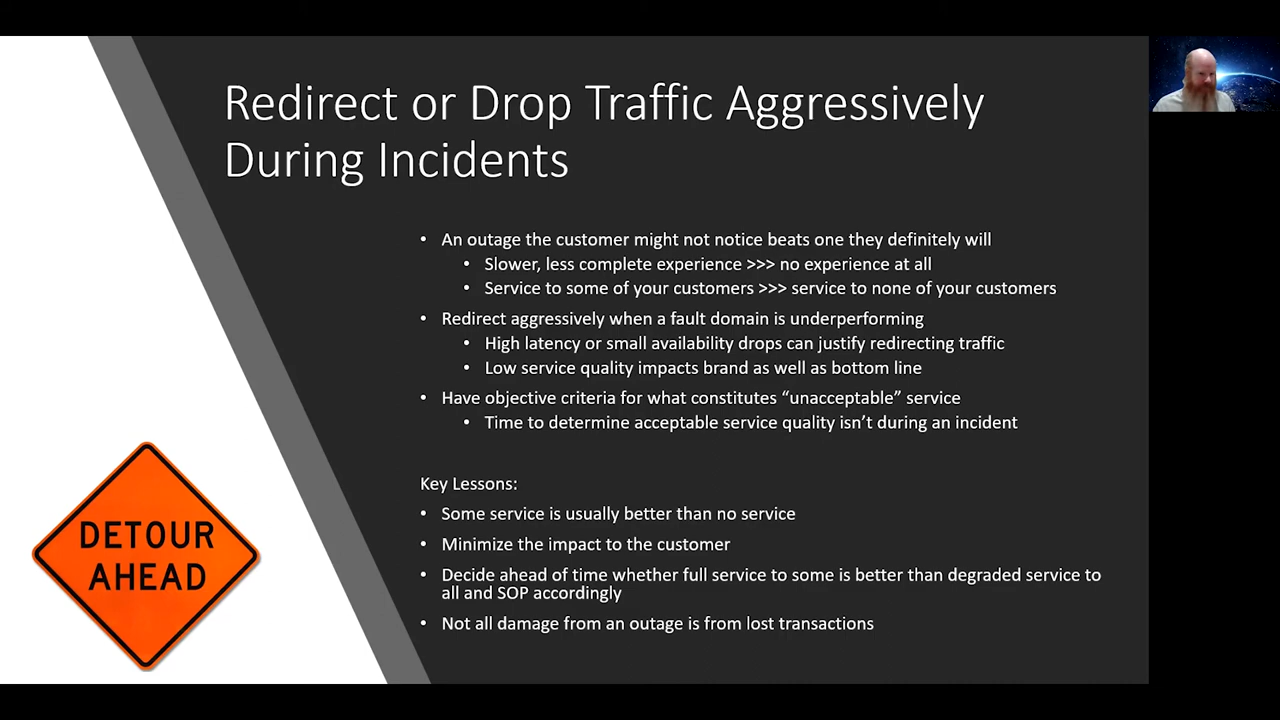 Redirect or Drop Traffic Aggressively
During Incidents
• An outage the customer might not notice beats one they definitely will
• Slower, less complete experience >>> no experience at all
• Service to some of your customers >>> service to none of your customers
• Redirect aggressively when a fault domain is underperforming
• High latency or small availability drops can justify redirecting traffic
• Low service quality impacts brand as well as bottom line
• Have objective criteria for what constitutes “unacceptable” service
• Time to determine acceptable service quality isn’t during an incident
Key Lessons:
• Some service is usually better than no service
• Minimize the impact to the customer
• Decide ahead of time whether full service to some is better than degraded service to
all and SOP accordingly
• Not all damage from an outage is from lost transactions
DETOUR
AHEAD